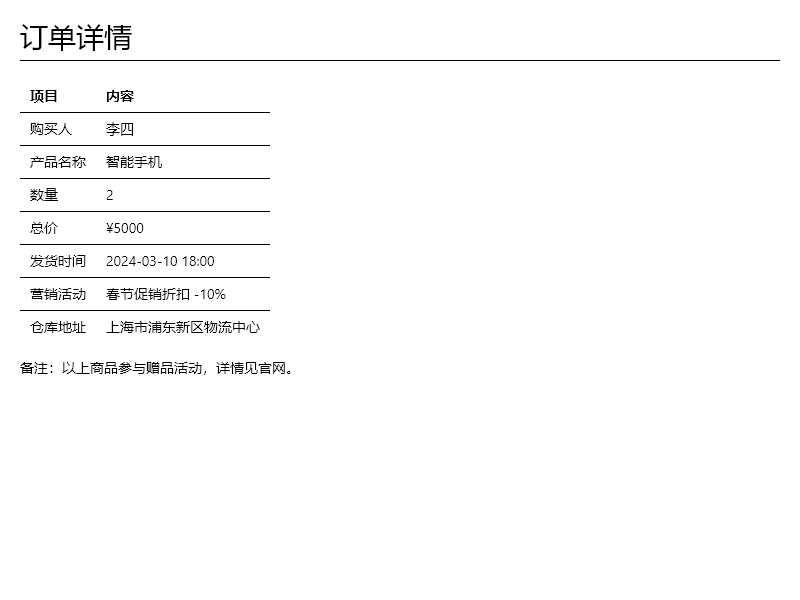 订单详情
项目 内容
购买人 李四
产品名称 智能手机
数量 2
总价 ¥5000
发货时间 2024-03-10 18:00
营销活动 春节促销折扣 -10%
仓库地址 上海市浦东新区物流中心
备注：以上商品参与赠品活动，详情见官网。